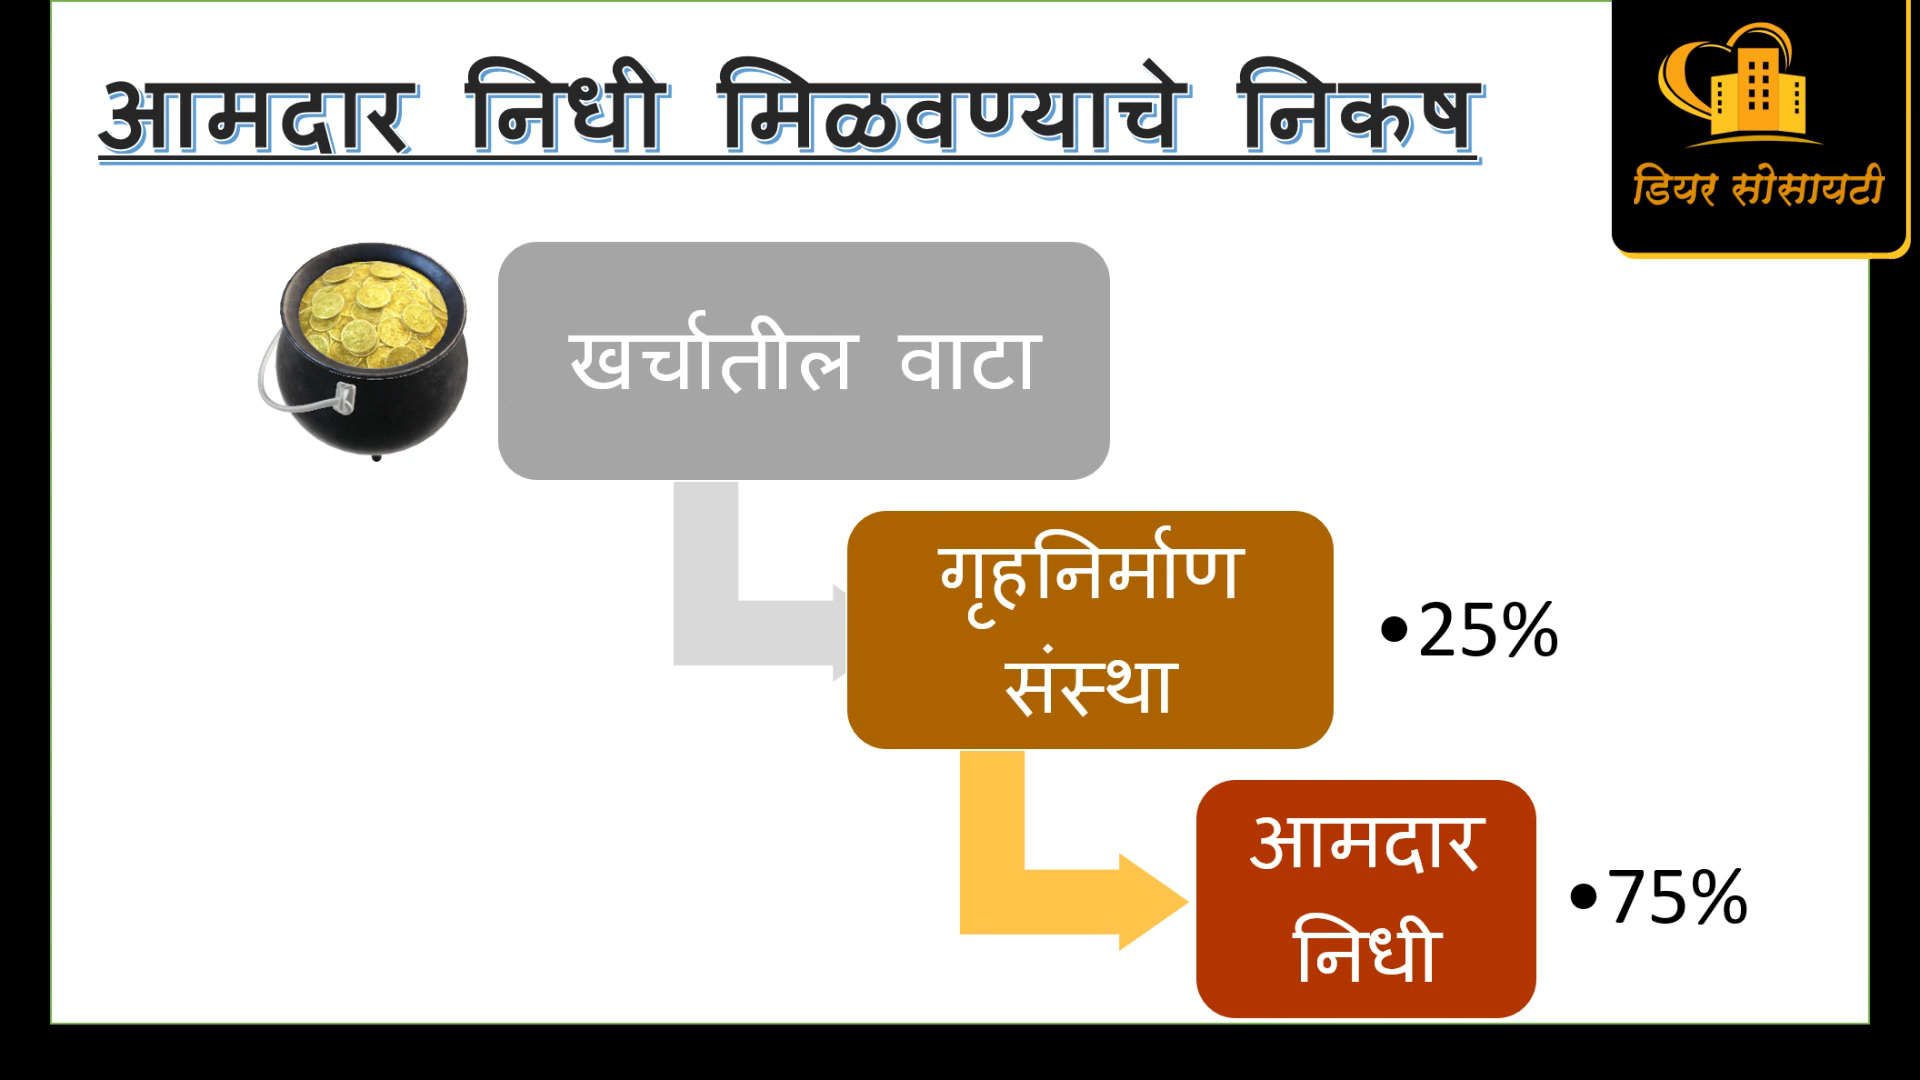 आमदार निधी मिळवण्याचे निकष
डियर सोसायटी
खर्चातील वाटा
गृहनिर्माण
संस्था
•25%
आमदार
निधी
•75%